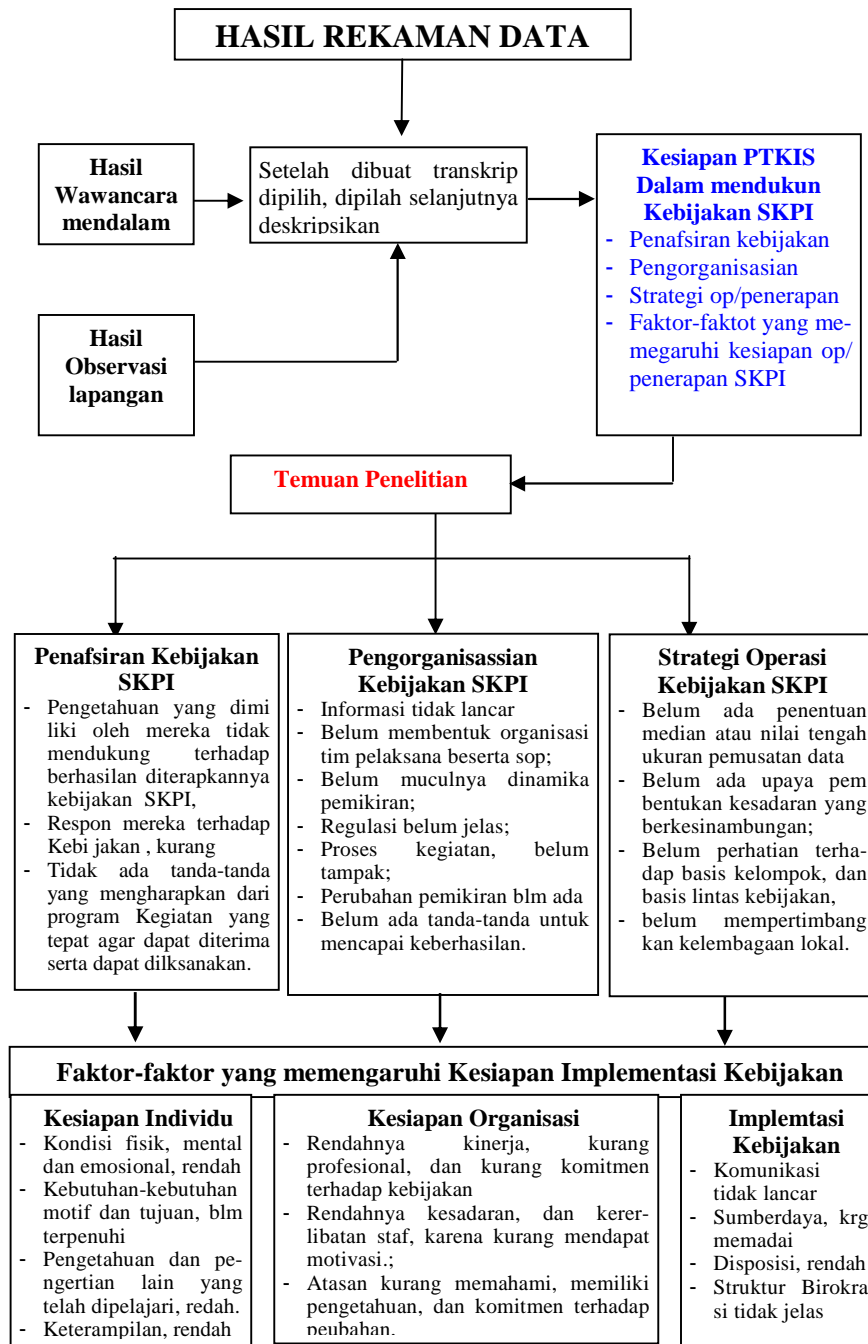 HASIL REKAMAN DATA
Hasil
Wawancara
mendalam
Setelah dibuat transkrip
dipilih, dipilah selanjutnya
deskripsikan
Kesiapan PTKIS
Dalam mendukun
Kebijakan SKPI
- Penafsiran kebijakan
- Pengorganisasian
- Strategi op/penerapan
- Faktor-faktot yang me-
megaruhi kesiapan op/
penerapan SKPI
Hasil
Observasi
lapangan
Temuan Penelitian
Penafsiran Kebijakan
SKPI
- Pengetahuan yang dimi
liki oleh mereka tidak
mendukung terhadap
berhasilan diterapkannya
kebijakan SKPI,
- Respon mereka terhadap
Kebi jakan , kurang
- Tidak ada tanda-tanda
yang mengharapkan dari
program Kegiatan yang
tepat agar dapat diterima
serta dapat dilksanakan.
Pengorganisassian
Kebijakan SKPI
- Informasi tidak lancar
- Belum membentuk organisasi
tim pelaksana beserta sop;
- Belum muculnya dinamika
pemikiran;
- Regulasi belum jelas;
- Proses kegiatan, belum
tampak;
- Perubahan pemikiran blm ada
- Belum ada tanda-tanda untuk
mencapai keberhasilan.
Strategi Operasi
Kebijakan SKPI
- Belum ada penentuan
median atau nilai tengah
ukuran pemusatan data
- Belum ada upaya pem
bentukan kesadaran yang
berkesinambungan;
- Belum perhatian terha-
dap basis kelompok, dan
basis lintas kebijakan,
- belum mempertimbang
kan kelembagaan lokal.
Faktor-faktor yang memengaruhi Kesiapan Implementasi Kebijakan
Kesiapan Individu
- Kondisi fisik, mental
dan emosional, rendah
- Kebutuhan-kebutuhan
motif dan tujuan, blm
terpenuhi
- Pengetahuan dan pe-
ngertian lain yang
telah dipelajari, redah.
- Keterampilan, rendah
Kesiapan Organisasi
- Rendahnya kinerja, kurang
profesional, dan kurang komitmen
terhadap kebijakan
- Rendahnya kesadaran, dan kerer-
libatan staf, karena kurang mendapat
motivasi.;
- Atasan kurang memahami, memiliki
pengetahuan, dan komitmen terhadap
peubahan.
Implemtasi
Kebijakan
- Komunikasi
tidak lancar
- Sumberdaya, krg
memadai
- Disposisi, rendah
- Struktur Birokra
si tidak jelas